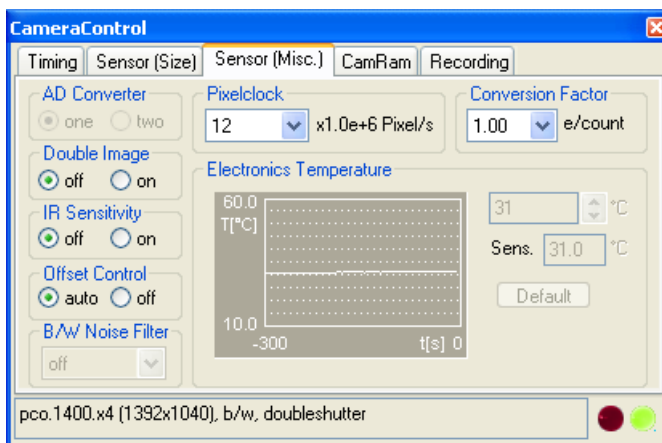 CameraControl
Timing Sensor (Size) Sensor (Misc.) CamRam Recording
AD Converter
one two
Pixelclock
12 x1.0e+6 Pixel/s
Conversion Factor
1.00 e/count
Double Image
off on
IR Sensitivity
off on
Offset Control
auto off
B/W Noise Filter
off
Electronics Temperature
60.0
T[°C]
10.0
-300 t[s] 0
31 °C
Sens. 31.0 °C
Default
pco.1400.x4 (1392x1040), b/w, doubleshutter